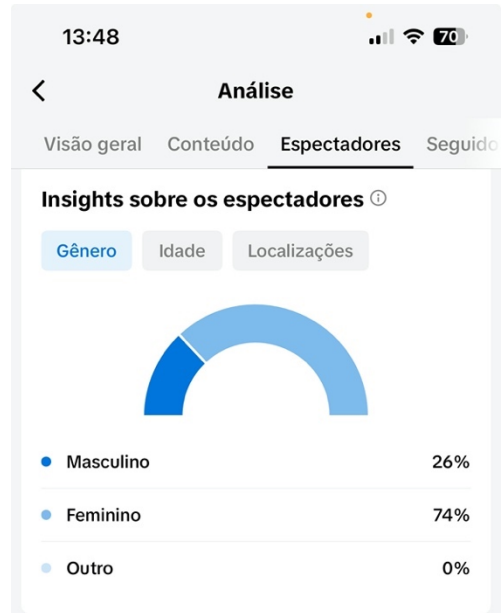 13:48
70
Análise
Visão geral Conteúdo Espectadores Seguido
Insights sobre os espectadores
Gênero Idade Localizações
Masculino 26%
Feminino 74%
Outro 0%